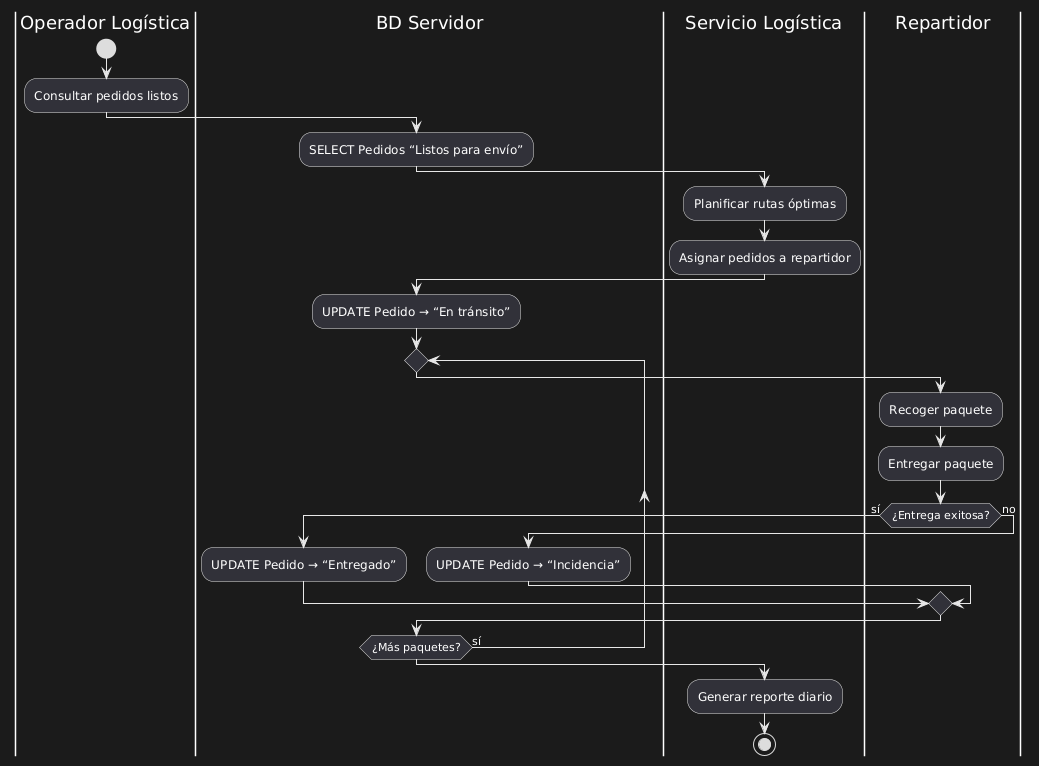 Operador Logística
BD Servidor
Servicio Logística
Repartidor
Consultar pedidos listos
SELECT Pedidos “Listos para envío”
Planificar rutas óptimas
Asignar pedidos a repartidor
UPDATE Pedido → “En tránsito”
Recoger paquete
Entregar paquete
sí
¿Entrega exitosa?
no
UPDATE Pedido → “Entregado”
UPDATE Pedido → “Incidencia”
¿Más paquetes?
sí
Generar reporte diario